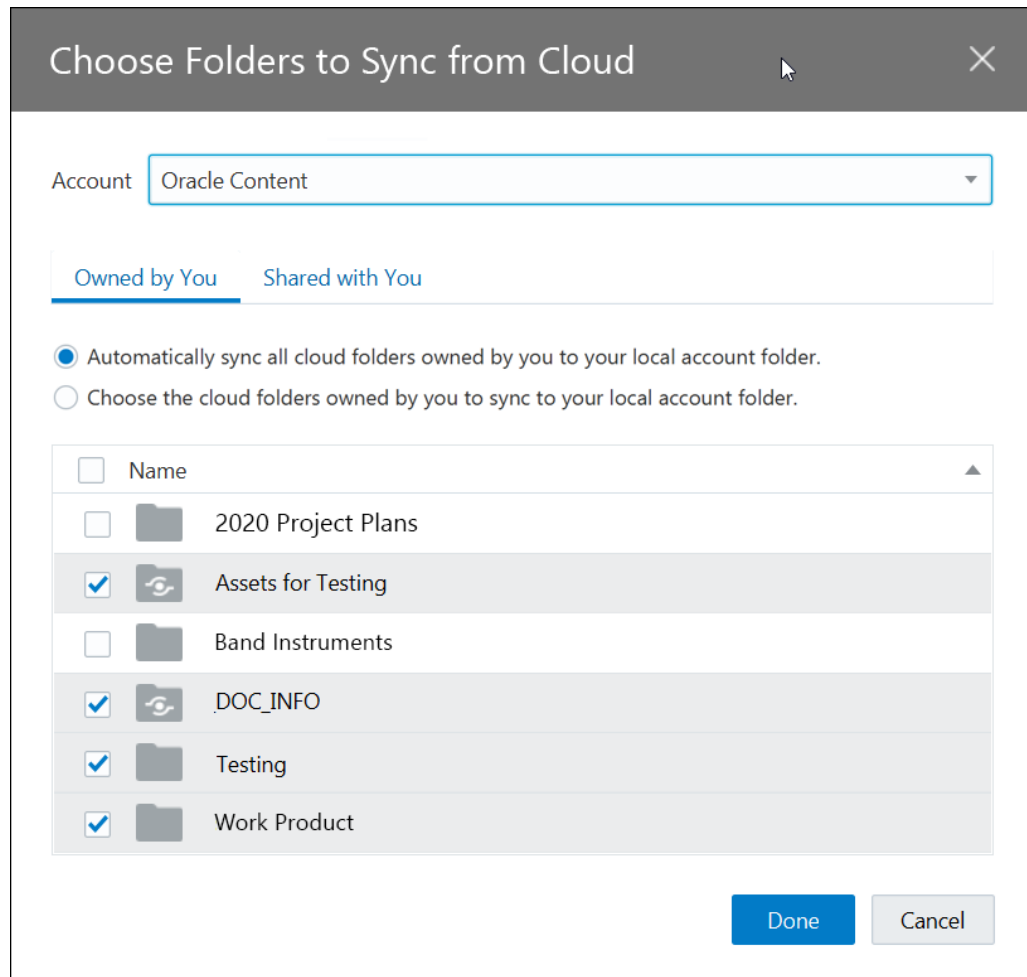 Choose Folders to Sync from Cloud
Account Oracle Content
Owned by You Shared with You
Automatically sync all cloud folders owned by you to your local account folder.
Choose the cloud folders owned by you to sync to your local account folder.
Name
2020 Project Plans
Assets for Testing
Band Instruments
DOC_INFO
Testing
Work Product
Done Cancel